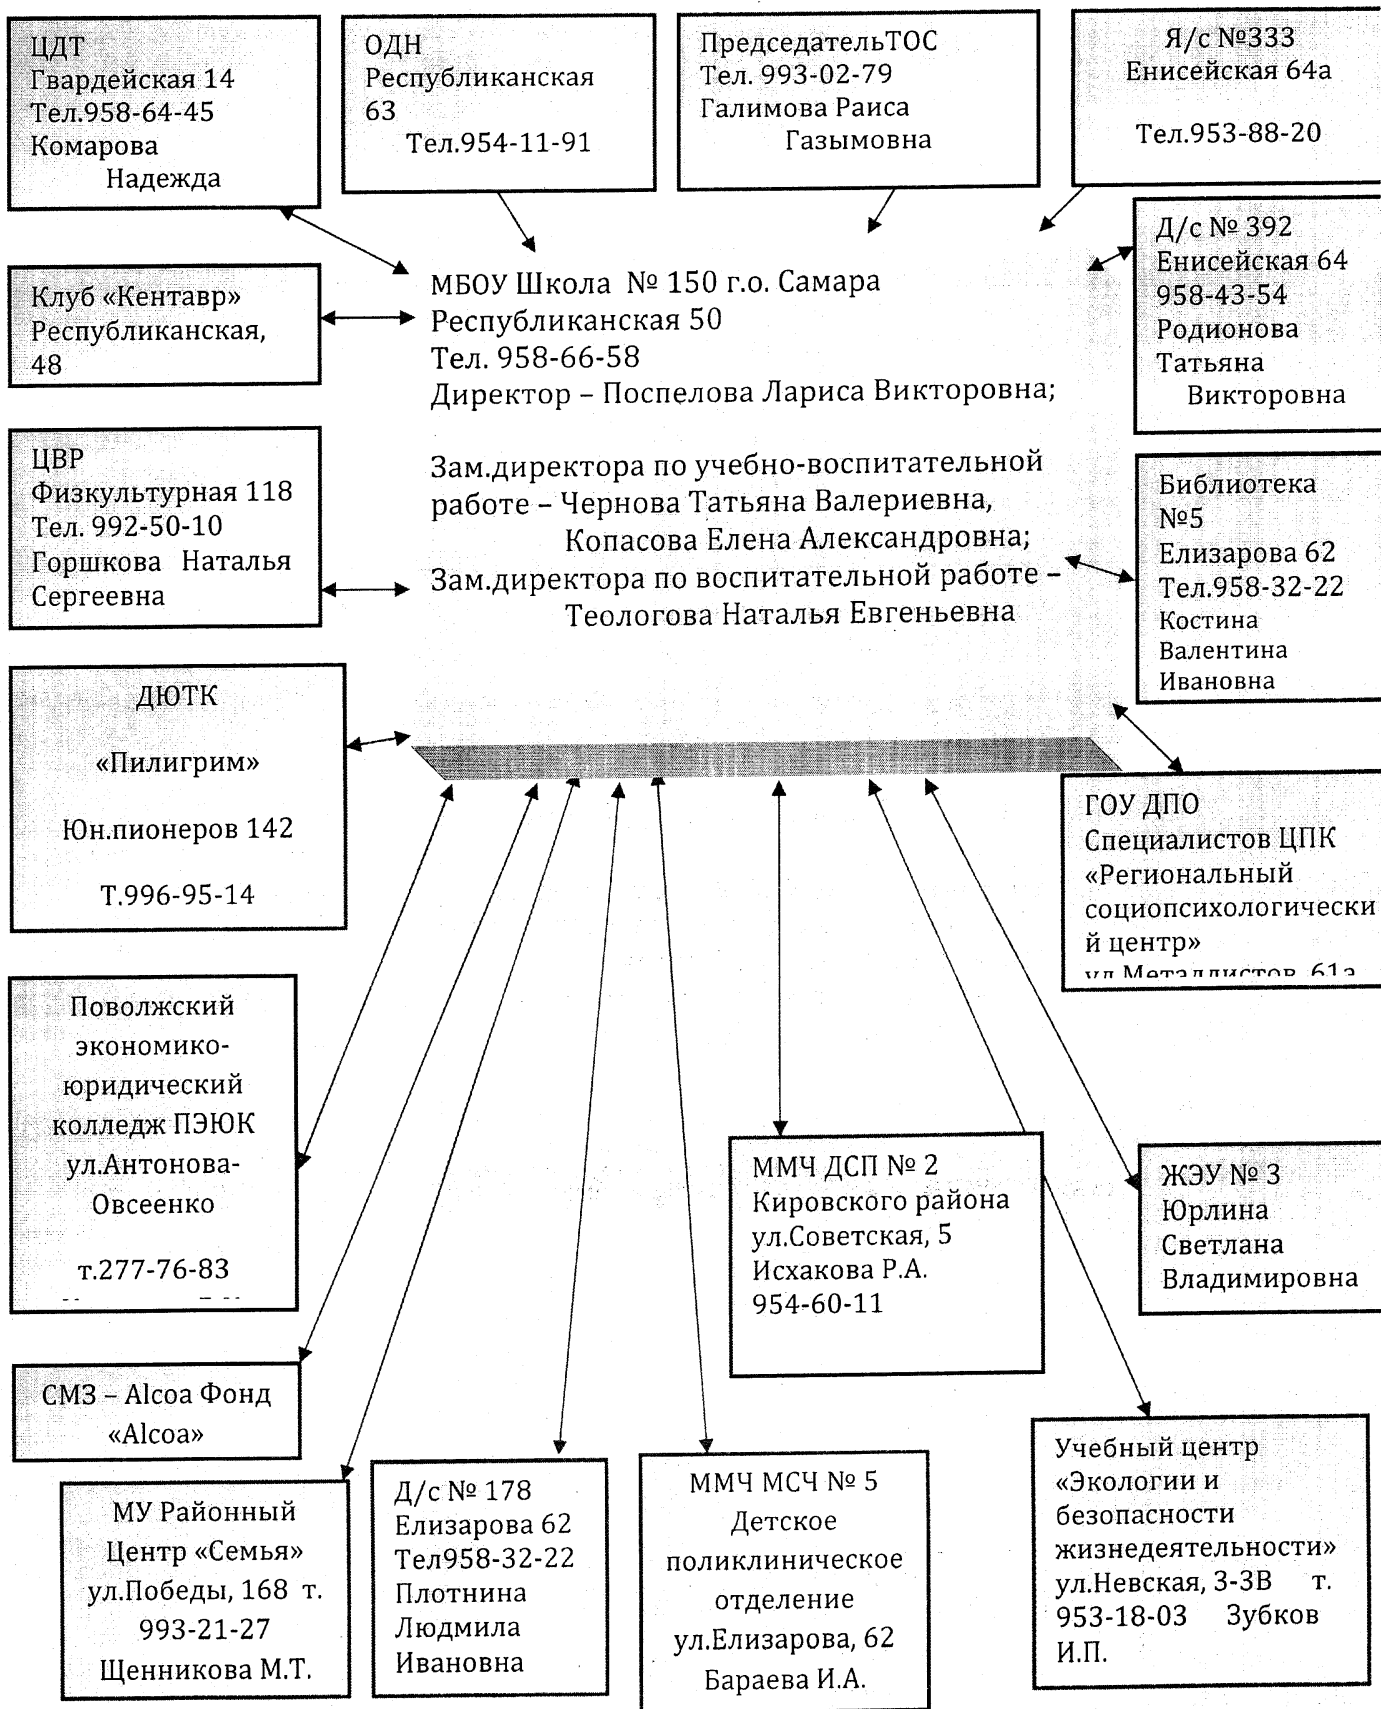 ЦДТ
Гвардейская 14
Тел.958-64-45
Комарова
Надежда
ОДН
Республиканская
63
Тел.954-11-91
ПредседательТОС
Тел. 993-02-79
Галимова Раиса
Газымовна
Я/с №333
Енисейская 64а
Тел.953-88-20
Клуб «Кентавр»
Республиканская,
48
МБОУ Школа № 150 г.о. Самара
Республиканская 50
Тел. 958-66-58
Директор – Поспелова Лариса Викторовна;
Зам.директора по учебно-воспитательной
работе – Чернова Татьяна Валериевна,
Копасова Елена Александровна;
Зам.директора по воспитательной работе –
Теологова Наталья Евгеньевна
Д/с № 392
Енисейская 64
958-43-54
Родионова
Татьяна
Викторовна
ЦВР
Физкультурная 118
Тел. 992-50-10
Горшкова Наталья
Сергеевна
Библиотека
№5
Елизарова 62
Тел.958-32-22
Костина
Валентина
Ивановна
ДЮТК
«Пилигрим»
Юн.пионеров 142
Т.996-95-14
ГОУ ДПО
Специалистов ЦПК
«Региональный
социопсихологически
й центр»
ул.Металлистов, 61а
Поволжский
экономико-
юридический
колледж ПЭЮК
ул.Антонова-
Овсеенко
т.277-76-83
ММЧ ДСП № 2
Кировского района
ул.Советская, 5
Исхакова Р.А.
954-60-11
ЖЭУ № 3
Юрлина
Светлана
Владимировна
СМЗ – Alcoa Фонд
«Alcoa»
МУ Районный
Центр «Семья»
ул.Победы, 168 т.
993-21-27
Щенникова М.Т.
Д/с № 178
Елизарова 62
Тел958-32-22
Плотнина
Людмила
Ивановна
ММЧ МСЧ № 5
Детское
поликлиническое
отделение
ул.Елизарова, 62
Бараева И.А.
Учебный центр
«Экологии и
безопасности
жизнедеятельности»
ул.Невская, 3-3В т.
953-18-03 Зубков
И.П.